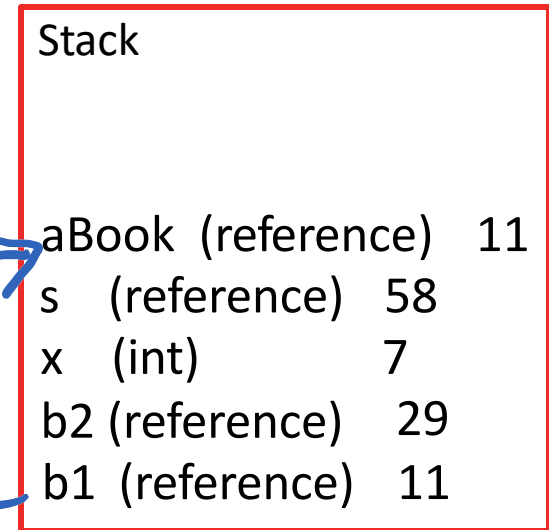 Stack
aBook (reference) 11
s (reference) 58
x (int) 7
b2 (reference) 29
b1 (reference) 11